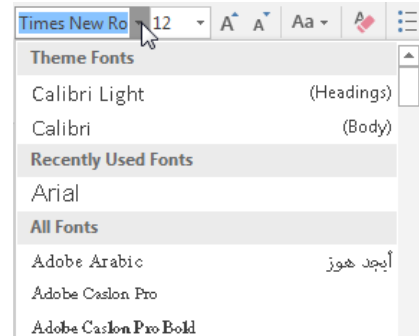 Times New Ro 12 A A Aa
Theme Fonts
Calibri Light (Headings)
Calibri (Body)
Recently Used Fonts
Arial
All Fonts
Adobe Arabic أيجد هوز
Adobe Caslon Pro
Adobe Caslon Pro Bold